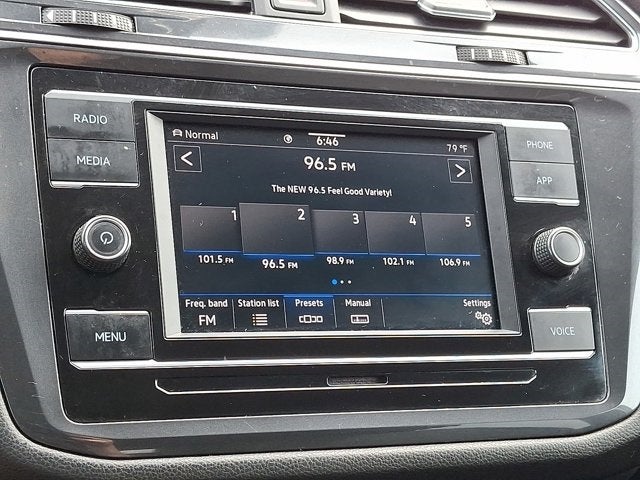 RADIO
MEDIA
MENU
Normal
6:46
79 °F
96.5 FM
The NEW 96.5 Feel Good Variety!
1 2 3 4 5
101.5 FM 96.5 FM 98.9 FM 102.1 FM 106.9 FM
Freq. band Station list Presets Manual Settings
FM
PHONE
APP
VOICE